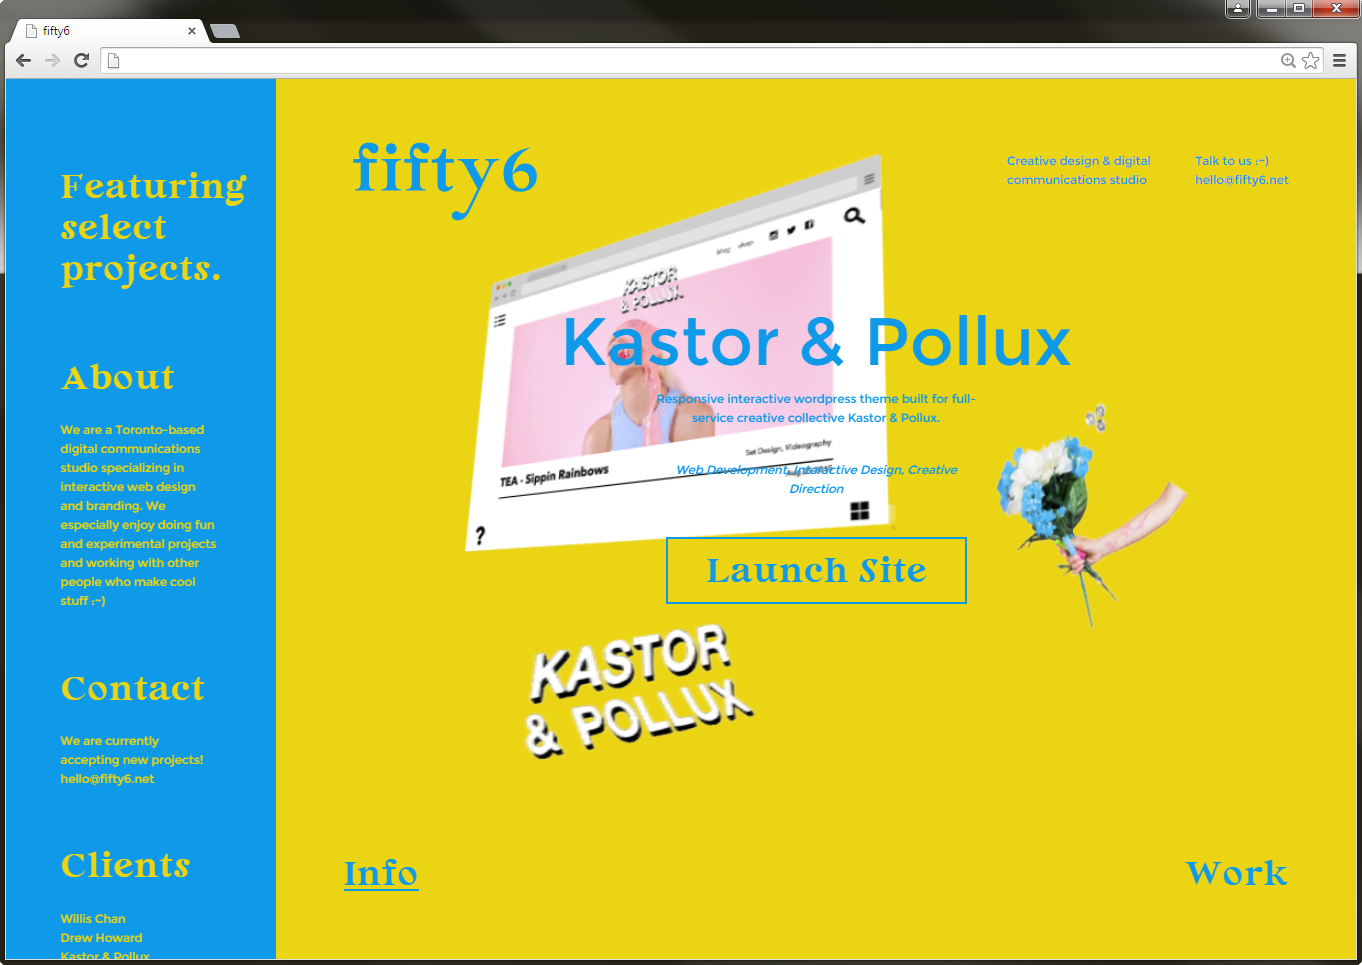 fifty6
Featuring
select
projects.
About
We are a Toronto-based
digital communications
studio specializing in
interactive web design
and branding. We
especially enjoy doing fun
and experimental projects
and working with other
people who make cool
stuff :~)
Contact
We are currently
accepting new projects!
hello@fifty6.net
Clients
Willis Chan
Drew Howard
Kastor & Pollux
fifty6
Creative design & digital
communications studio
Talk to us :~)
hello@fifty6.net
blog shop
KASTOR
& POLLUX
Kastor & Pollux
Responsive interactive wordpress theme built for full-
service creative collective Kastor & Pollux.
Set Design, Videography
TEA - Sippin Rainbows
Web Development, Interactive Design, Creative
Direction
?
Launch Site
KASTOR
& POLLUX
Info
Work